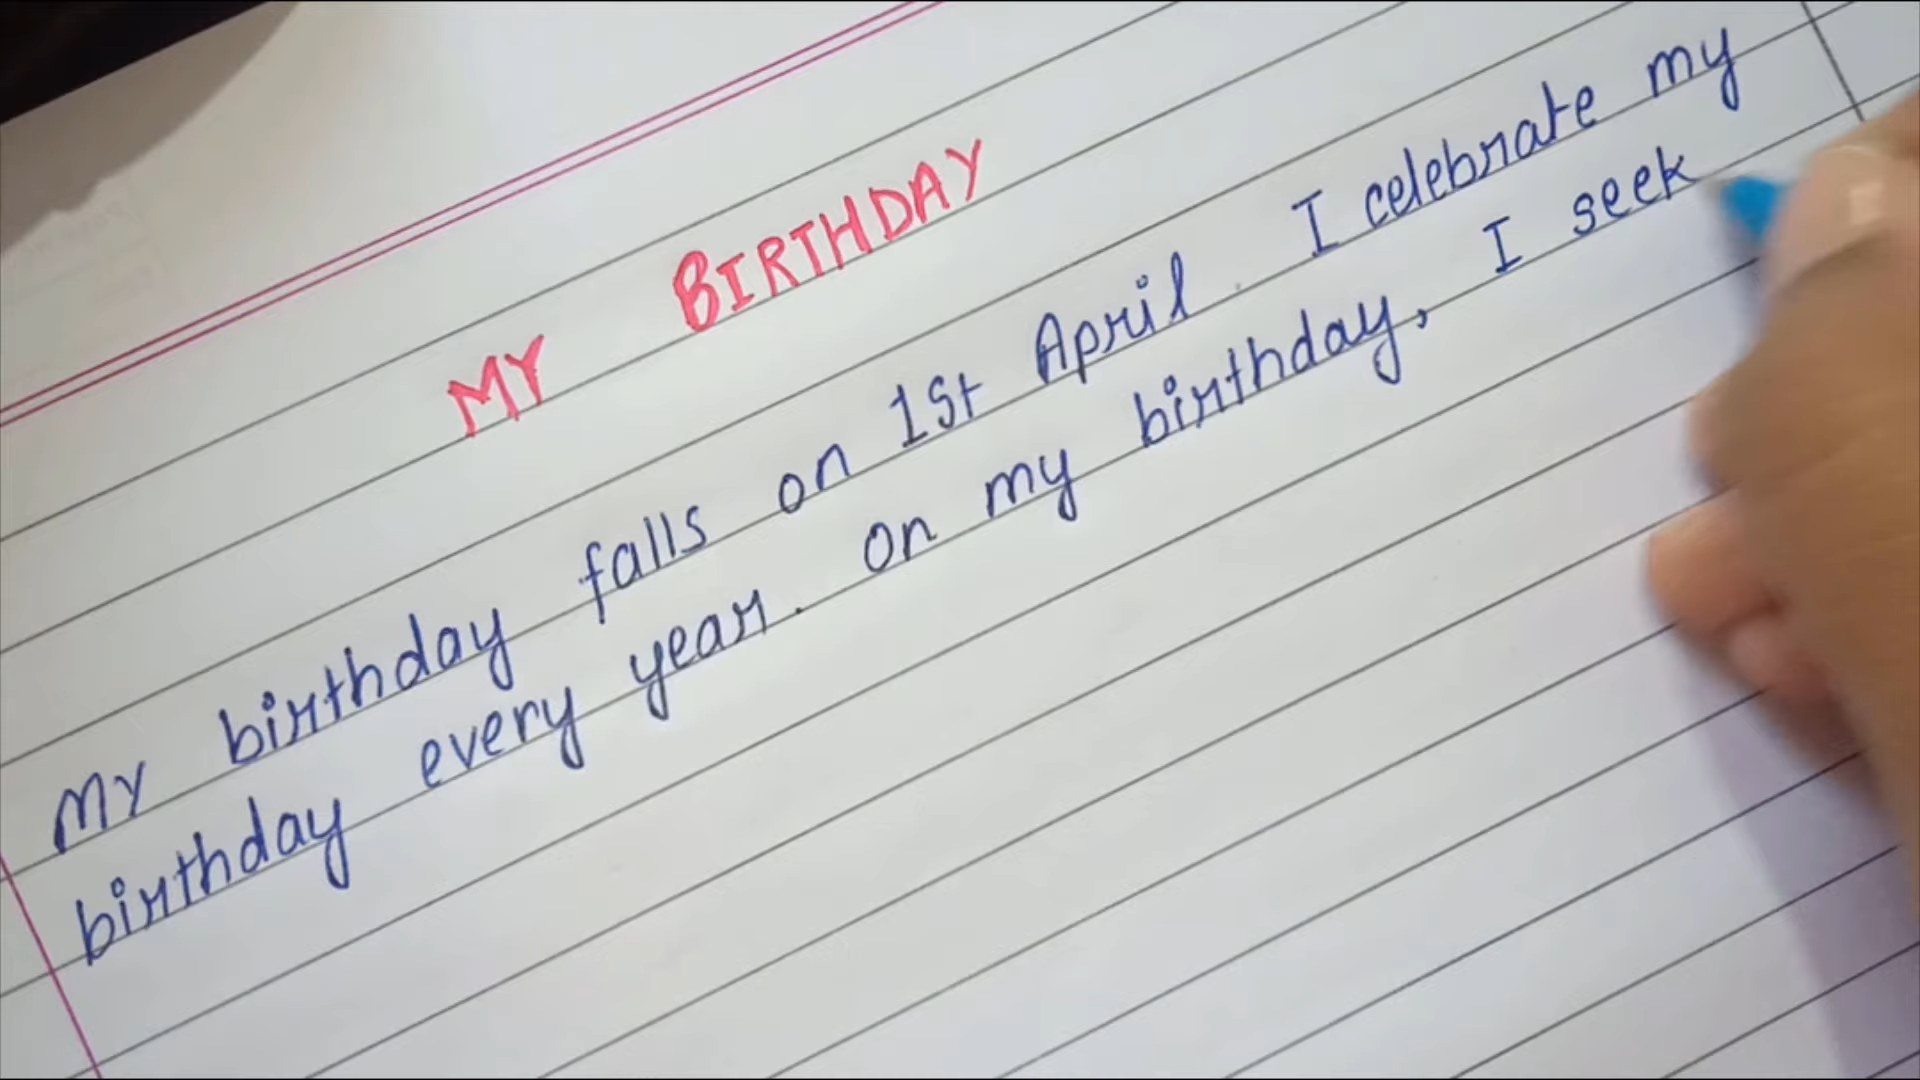 MY BIRTHDAY
My birthday falls on 1st April. I celebrate my
birthday every year. on my birthday, I seek